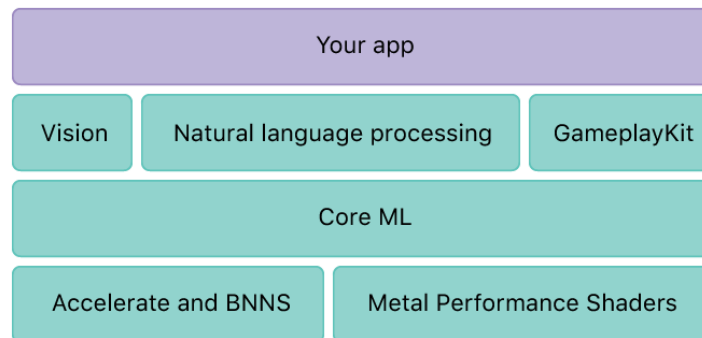 Your app
Vision
Natural language processing
GameplayKit
Core ML
Accelerate and BNNS
Metal Performance Shaders